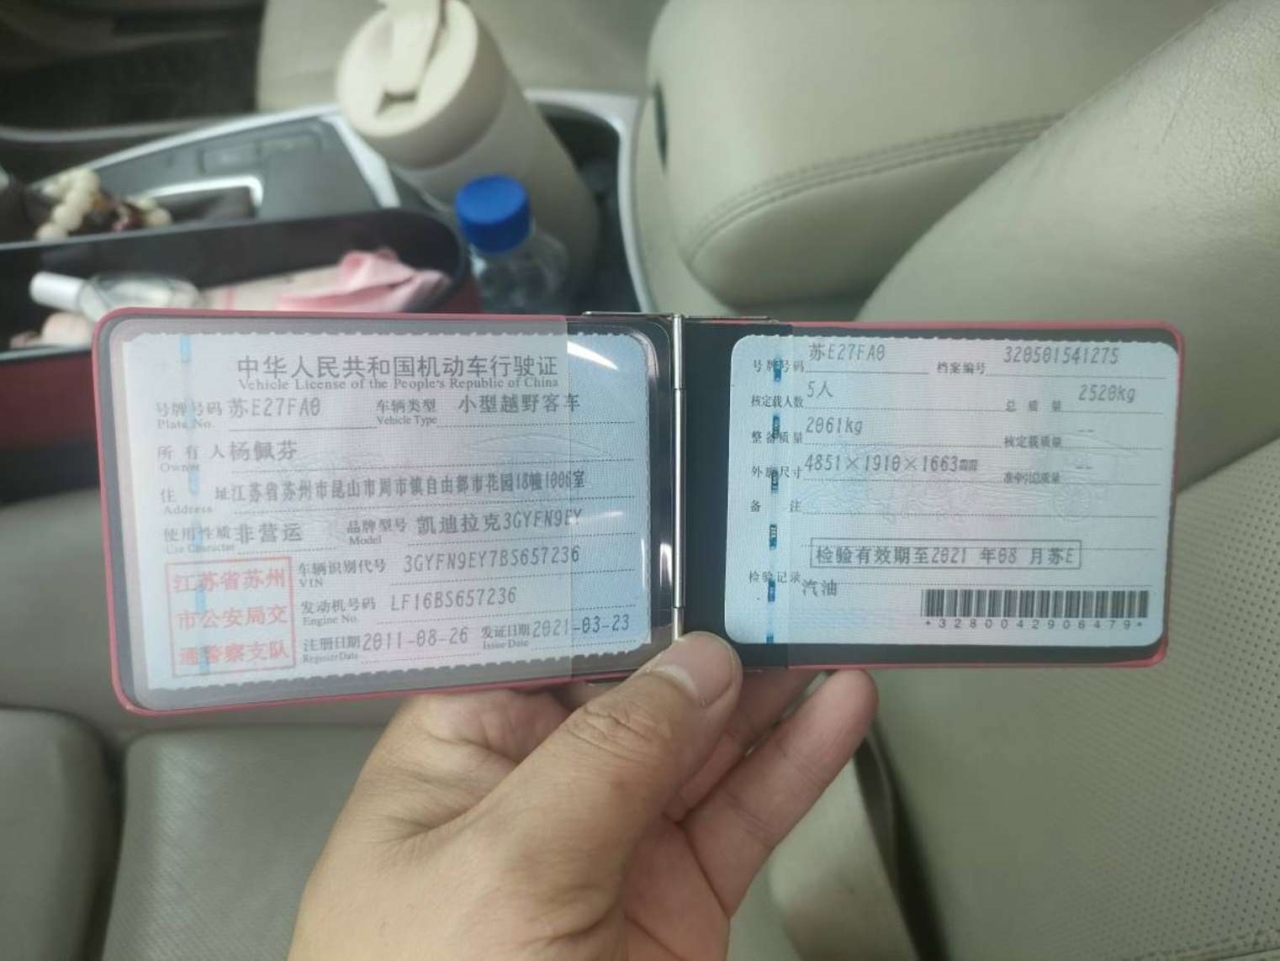 中华人民共和国机动车行驶证
Vehicle License of the People's Republic of China
号牌号码 苏E27FA0 车辆类型 小型越野客车
Plate No. Vehicle Type
所有人 杨佩芬
Owner
住址 江苏省苏州市昆山市周市镇自由都市花园18幢1006室
Address
使用性质 非营运 品牌型号 凯迪拉克3GYFN9EY
Use Character Model
江苏省苏州
市公安局交
通警察支队
车辆识别代号 3GYFN9EY7BS657236
VIN
发动机号码 LF16BS657236
Engine No.
注册日期 2011-08-26 发证日期 2021-03-23
Register Date Issue Date
号牌号码 苏E27FA0 档案编号 320501541275
核定载人数 5人 总质量 2520kg
整备质量 2061kg 核定载质量 --
外廓尺寸 4851×1910×1663mm 准牵引总质量 --
备注
检验有效期至2021 年08 月苏E
检验记录 汽油
*3280042906479*